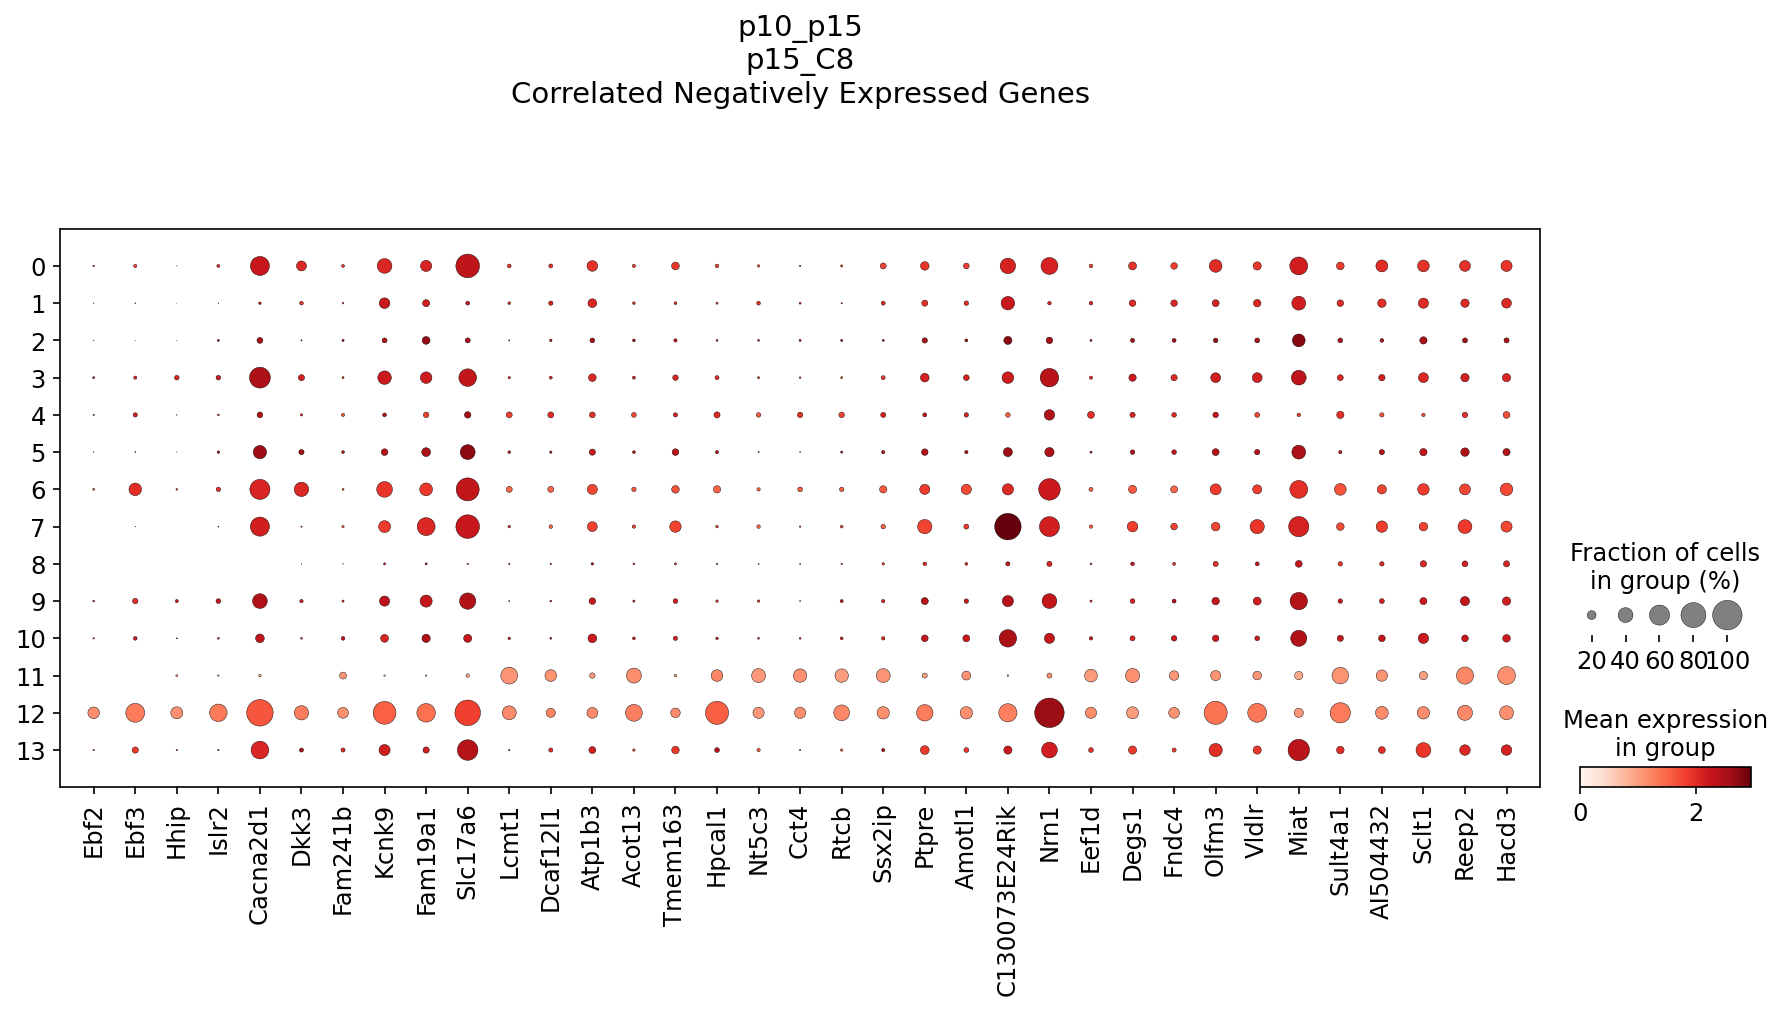 p10_p15
p15_C8
Correlated Negatively Expressed Genes
0
1
2
3
4
5
6
7
8
9
10
11
12
13
Ebf2
Ebf3
Hhip
Islr2
Cacna2d1
Dkk3
Fam241b
Kcnk9
Fam19a1
Slc17a6
Lcmt1
Dcaf12l1
Atp1b3
Acot13
Tmem163
Hpcal1
Nt5c3
Cct4
Rtcb
Ssx2ip
Ptpre
Amotl1
C130073E24Rik
Nrn1
Eef1d
Degs1
Fndc4
Olfm3
Vldlr
Miat
Sult4a1
AI504432
Sclt1
Reep2
Hacd3
Fraction of cells
in group (%)
20 40 60 80 100
Mean expression
in group
0 2